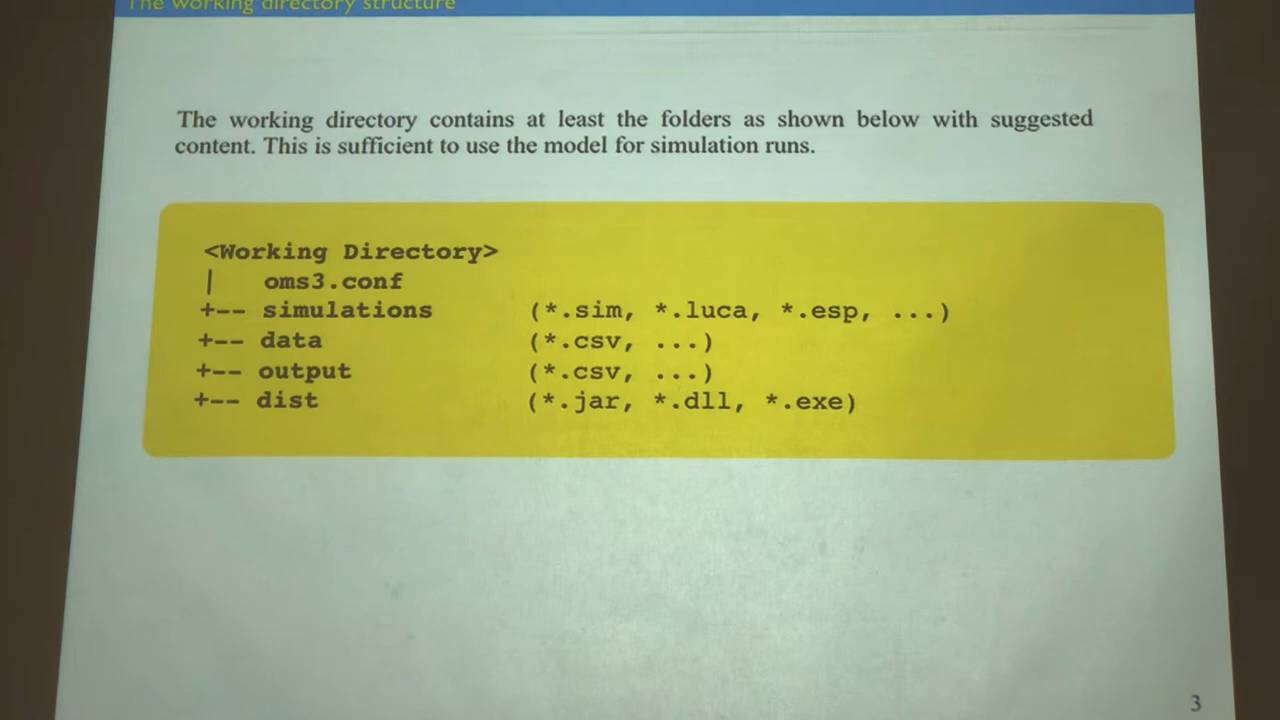 The working directory structure
The working directory contains at least the folders as shown below with suggested
content. This is sufficient to use the model for simulation runs.
<Working Directory>
| oms3.conf
+-- simulations (*.sim, *.luca, *.esp, ...)
+-- data (*.csv, ...)
+-- output (*.csv, ...)
+-- dist (*.jar, *.dll, *.exe)
3